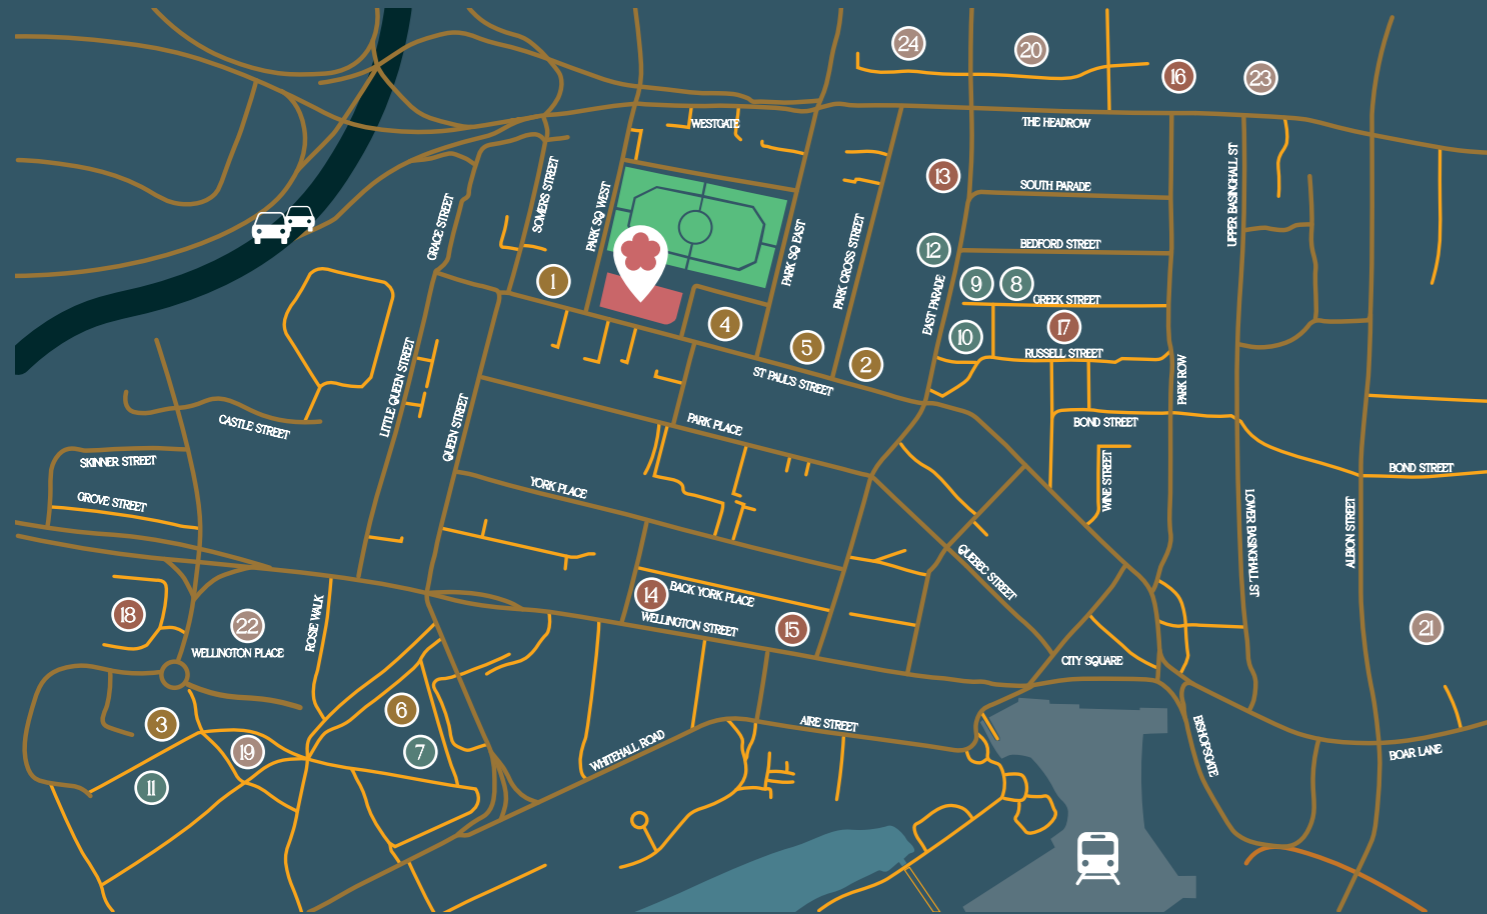 24
20
16
23
WESTGATE
THE HEADROW
UPPER BASINGHALL ST
SOMERS STREET
13
SOUTH PARADE
GRACE STREET
PARK SQ WEST
PARK SQ EAST
PARK CROSS STREET
12
BEDFORD STREET
1
9
8
GREEK STREET
EAST PARADE
4
17
10
5
RUSSELL STREET
2
LITTLE QUEEN STREET
ST PAUL'S STREET
PARK ROW
QUEEN STREET
CASTLE STREET
PARK PLACE
BOND STREET
SKINNER STREET
WINE STREET
BOND STREET
GROVE STREET
YORK PLACE
LOWER BASINGHALL ST
ALBION STREET
QUEBEC STREET
14
BACK YORK PLACE
18
22
ROSIE WALK
WELLINGTON STREET
15
21
WELLINGTON PLACE
CITY SQUARE
6
3
AIRE STREET
BISHOPSGATE
19
7
WHITEHALL ROAD
BOAR LANE
11